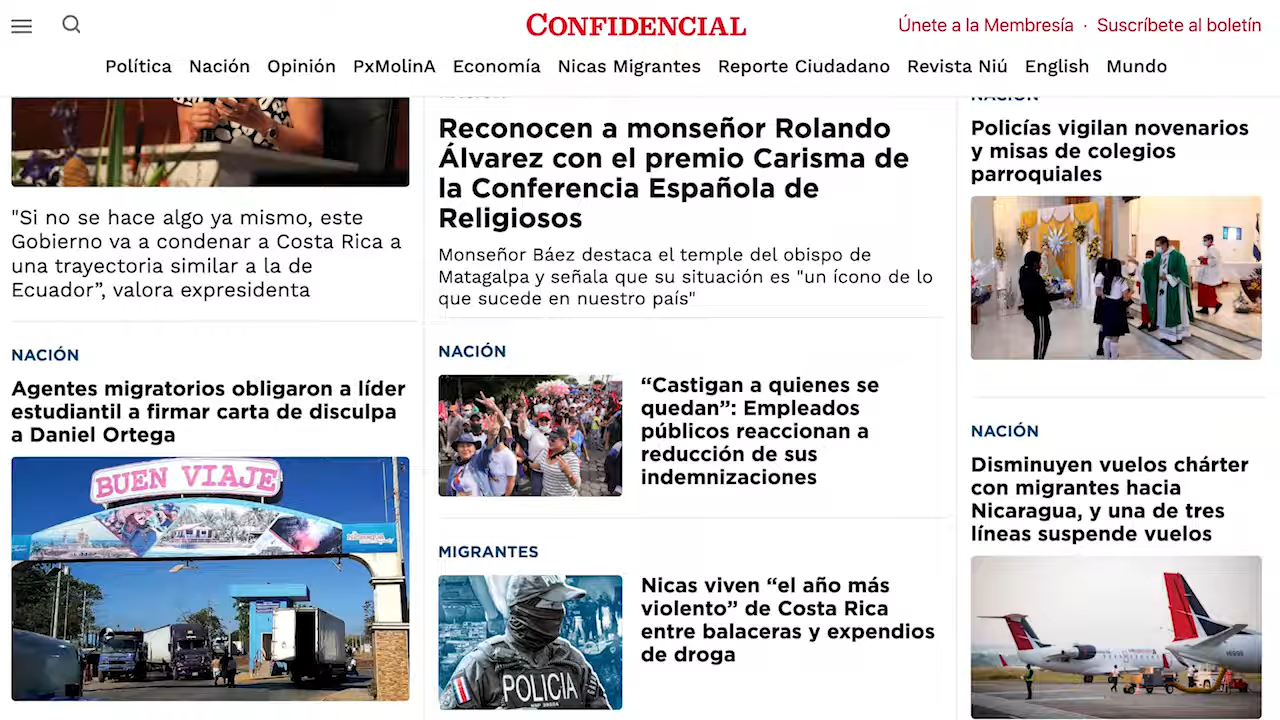 CONFIDENCIAL
Únete a la Membresía · Suscríbete al boletín
Política Nación Opinión PxMolinA Economía Nicas Migrantes Reporte Ciudadano Revista Niú English Mundo
"Si no se hace algo ya mismo, este
Gobierno va a condenar a Costa Rica a
una trayectoria similar a la de
Ecuador”, valora expresidenta
NACIÓN
Agentes migratorios obligaron a líder
estudiantil a firmar carta de disculpa
a Daniel Ortega
BUEN VIAJE
NACIÓN
Reconocen a monseñor Rolando
Álvarez con el premio Carisma de
la Conferencia Española de
Religiosos
Monseñor Báez destaca el temple del obispo de
Matagalpa y señala que su situación es "un ícono de lo
que sucede en nuestro país"
NACIÓN
“Castigan a quienes se
quedan”: Empleados
públicos reaccionan a
reducción de sus
indemnizaciones
MIGRANTES
Nicas viven “el año más
violento” de Costa Rica
entre balaceras y expendios
de droga
POLICIA
NACIÓN
Policías vigilan novenarios
y misas de colegios
parroquiales
NACIÓN
Disminuyen vuelos chárter
con migrantes hacia
Nicaragua, y una de tres
líneas suspende vuelos